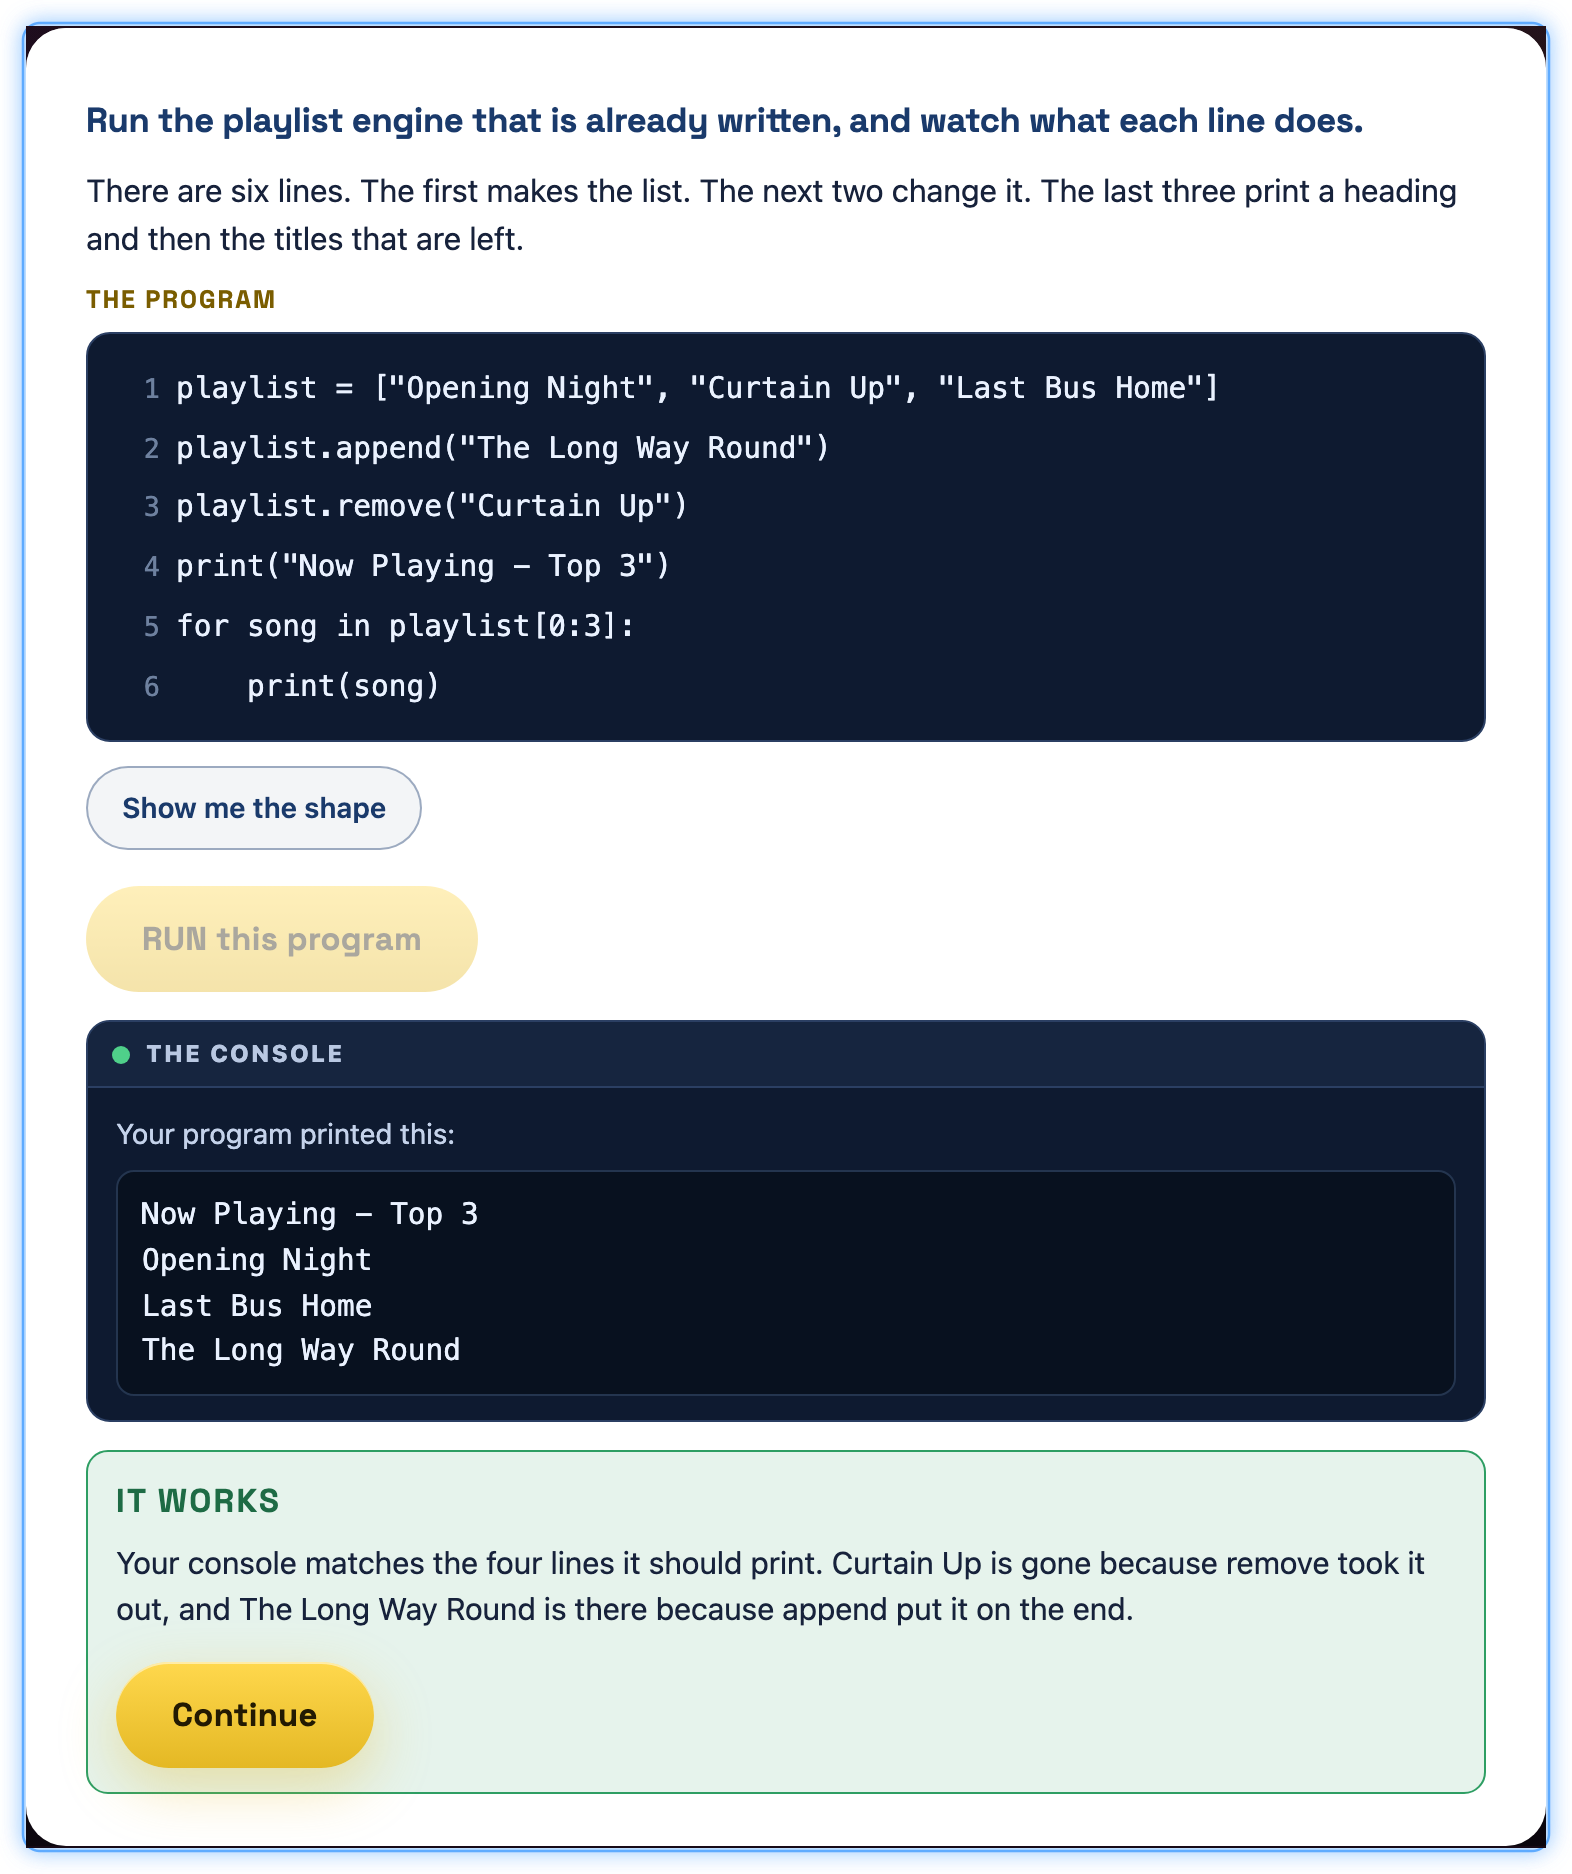 Run the playlist engine that is already written, and watch what each line does.
There are six lines. The first makes the list. The next two change it. The last three print a heading
and then the titles that are left.
THE PROGRAM
1 playlist = ["Opening Night", "Curtain Up", "Last Bus Home"]
2 playlist.append("The Long Way Round")
3 playlist.remove("Curtain Up")
4 print("Now Playing – Top 3")
5 for song in playlist[0:3]:
6     print(song)
Show me the shape
RUN this program
THE CONSOLE
Your program printed this:
Now Playing – Top 3
Opening Night
Last Bus Home
The Long Way Round
IT WORKS
Your console matches the four lines it should print. Curtain Up is gone because remove took it
out, and The Long Way Round is there because append put it on the end.
Continue